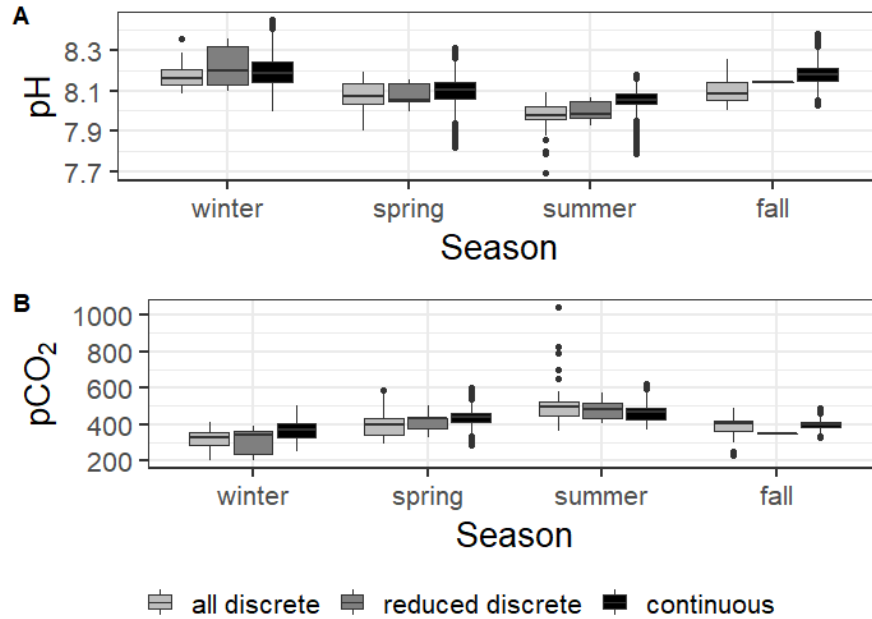 A
pH
8.3
8.1
7.9
7.7
winter spring summer fall
Season
B
pCO₂
1000
800
600
400
200
winter spring summer fall
Season
all discrete reduced discrete continuous